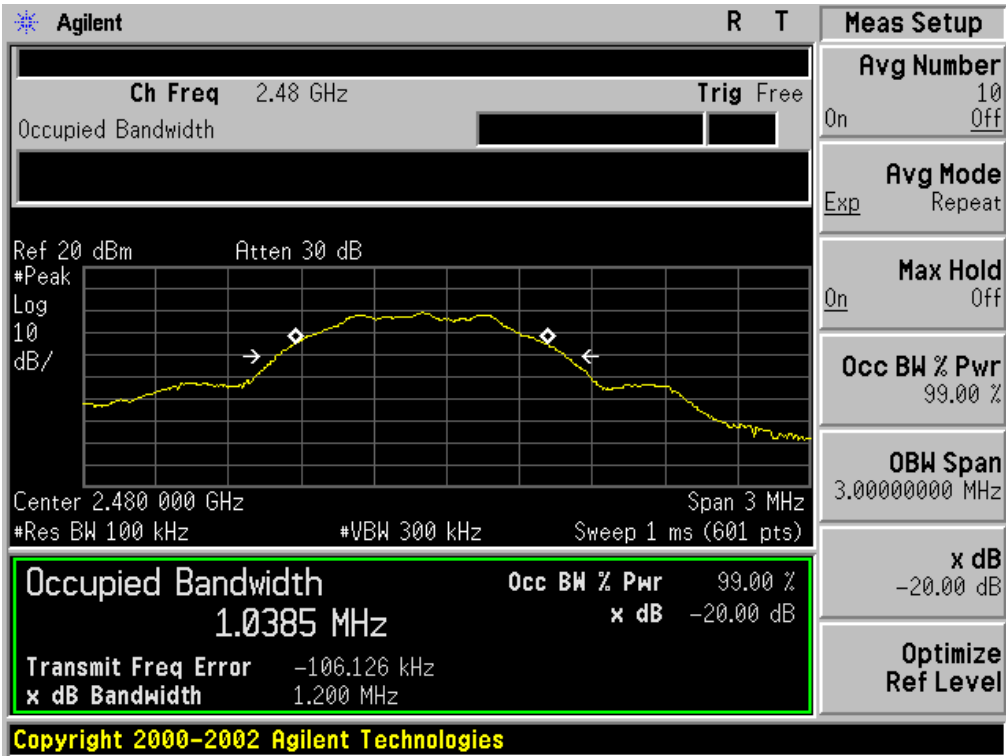 Agilent R T
Ch Freq 2.48 GHz Trig Free
Occupied Bandwidth
Ref 20 dBm Atten 30 dB
#Peak
Log
10
dB/
Center 2.480 000 GHz Span 3 MHz
#Res BW 100 kHz #VBW 300 kHz Sweep 1 ms (601 pts)
Occupied Bandwidth Occ BW % Pwr 99.00 %
1.0385 MHz x dB -20.00 dB
Transmit Freq Error -106.126 kHz
x dB Bandwidth 1.200 MHz
Copyright 2000-2002 Agilent Technologies
Meas Setup
Avg Number
10
On Off
Avg Mode
Exp Repeat
Max Hold
On Off
Occ BW % Pwr
99.00 %
OBW Span
3.00000000 MHz
x dB
-20.00 dB
Optimize
Ref Level